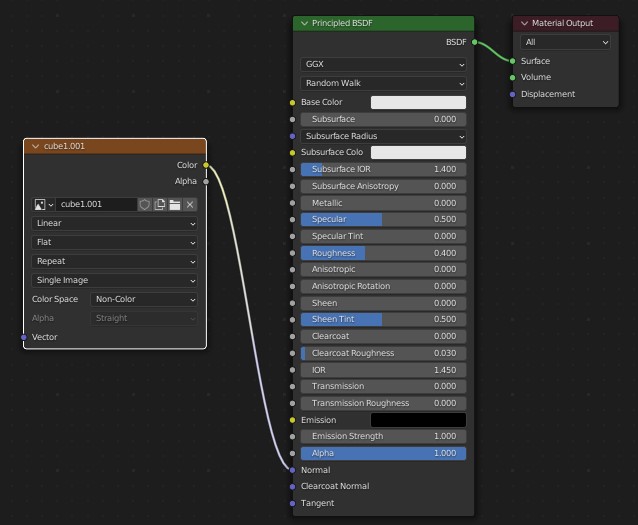 Principled BSDF
BSDF
GGX
Random Walk
Base Color
Subsurface 0.000
Subsurface Radius
Subsurface Colo
Subsurface IOR 1.400
Subsurface Anisotropy 0.000
Metallic 0.000
Specular 0.500
Specular Tint 0.000
Roughness 0.400
Anisotropic 0.000
Anisotropic Rotation 0.000
Sheen 0.000
Sheen Tint 0.500
Clearcoat 0.000
Clearcoat Roughness 0.030
IOR 1.450
Transmission 0.000
Transmission Roughness 0.000
Emission
Emission Strength 1.000
Alpha 1.000
Normal
Clearcoat Normal
Tangent
Material Output
All
Surface
Volume
Displacement
cube1.001
Color
Alpha
cube1.001
Linear
Flat
Repeat
Single Image
Color Space Non-Color
Alpha Straight
Vector